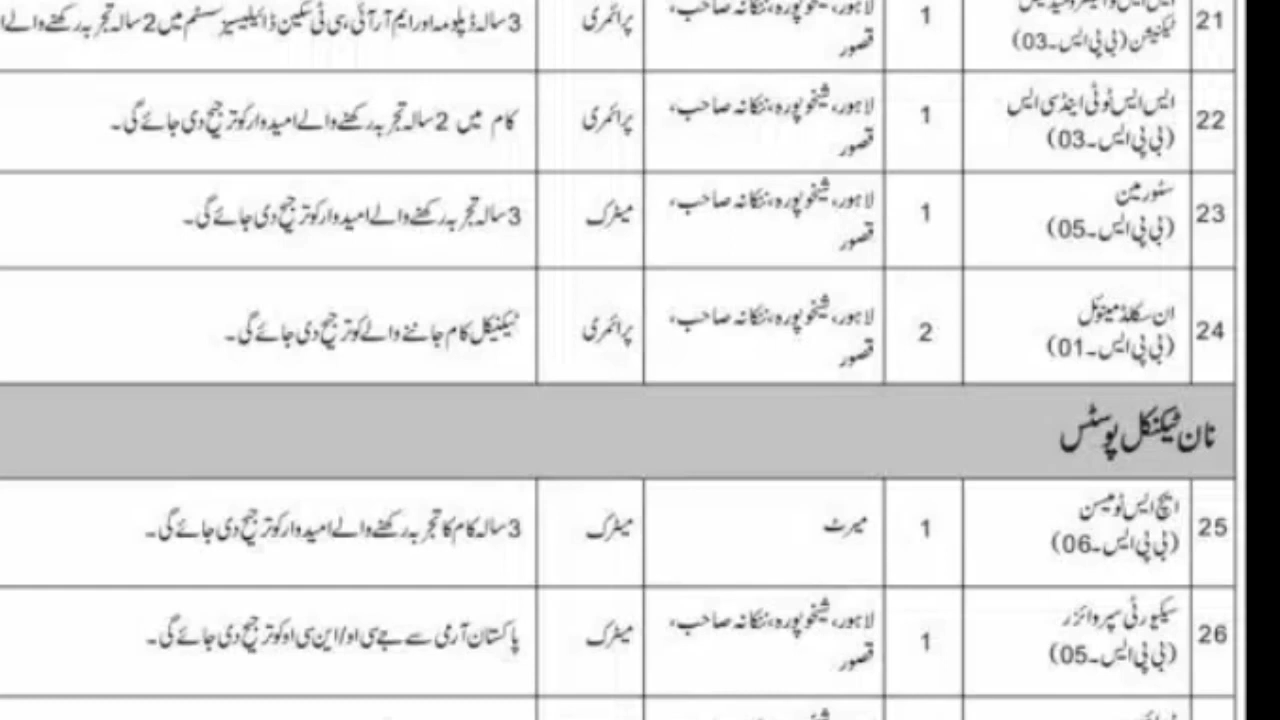 21 ٹیکنیشن (بی پی ایس۔03) 1 لاہور، شیخوپورہ، ننکانہ صاحب، قصور پرائمری 3 سالہ ڈپلومہ اور ایم آر آئی، سی ٹی سکین ڈائیلیسیز سسٹم میں 2 سالہ تجربہ رکھنے والے
22 ایس ایس ٹو ٹی اینڈ سی ایس (بی پی ایس۔03) 1 لاہور، شیخوپورہ، ننکانہ صاحب، قصور پرائمری کام میں 2 سالہ تجربہ رکھنے والے امیدوار کو ترجیح دی جائے گی۔
23 سٹور مین (بی پی ایس۔05) 1 لاہور، شیخوپورہ، ننکانہ صاحب، قصور میٹرک 3 سالہ تجربہ رکھنے والے امیدوار کو ترجیح دی جائے گی۔
24 ان سکلڈ مینوئل (بی پی ایس۔01) 2 لاہور، شیخوپورہ، ننکانہ صاحب، قصور پرائمری ٹیکنیکل کام جاننے والے کو ترجیح دی جائے گی۔
نان ٹیکنکل پوسٹس
25 ایچ ایس ٹو میسن (بی پی ایس۔06) 1 میرٹ میٹرک 3 سالہ کام کا تجربہ رکھنے والے امیدوار کو ترجیح دی جائے گی۔
26 سیکیورٹی سپروائزر (بی پی ایس۔05) 1 لاہور، شیخوپورہ، ننکانہ صاحب، قصور میٹرک پاکستان آرمی سے جے سی او/این سی او کو ترجیح دی جائے گی۔